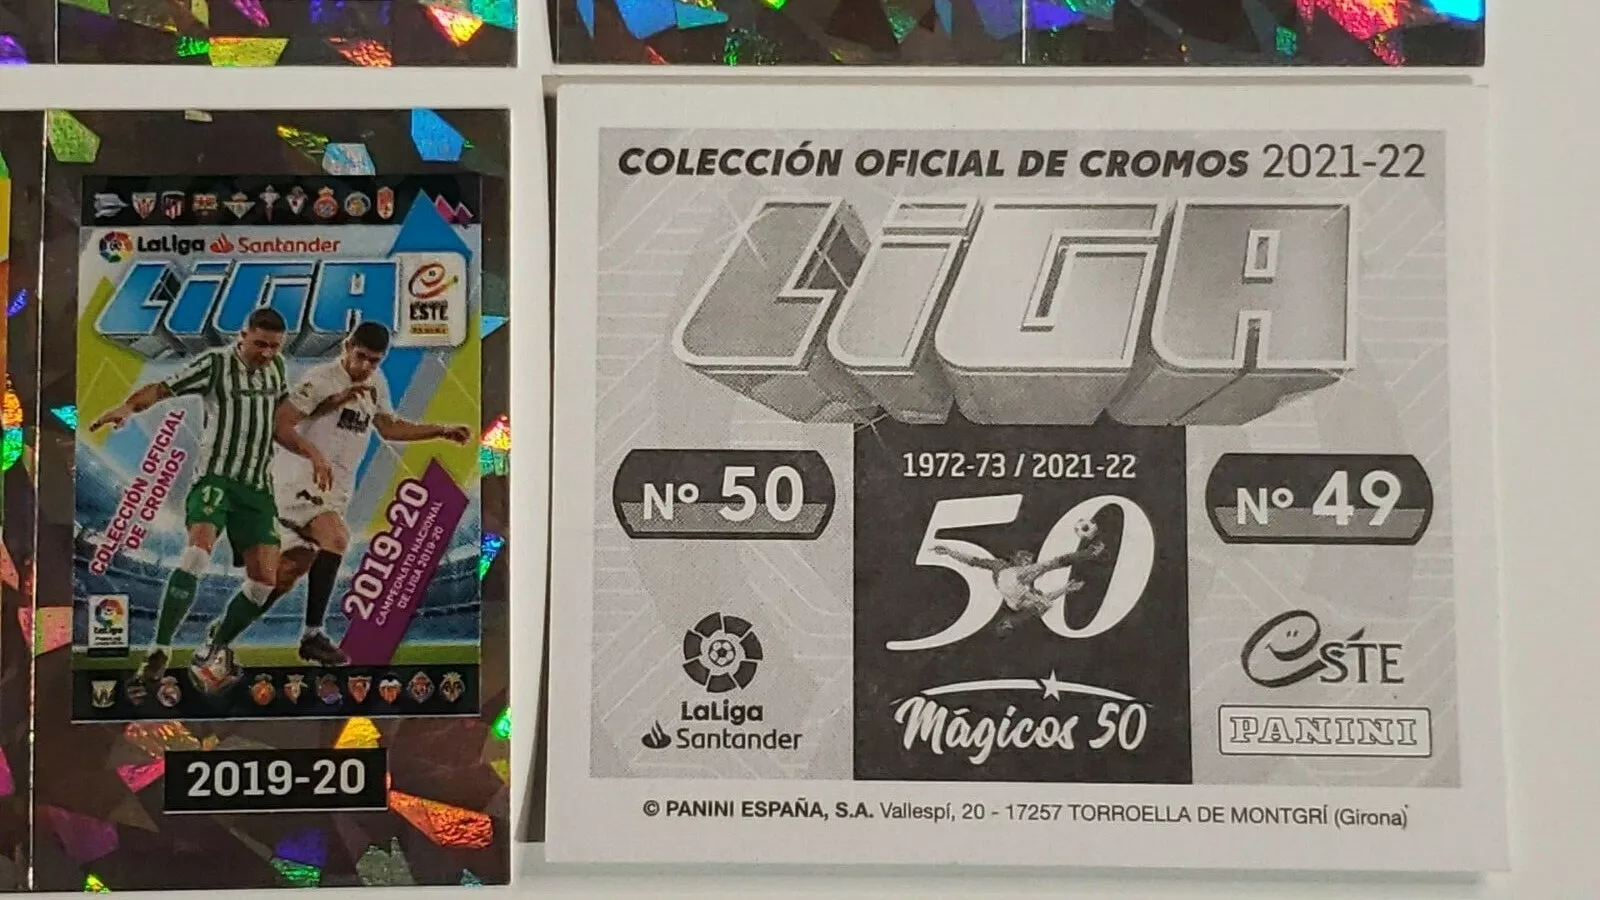 LaLiga Santander
LiGA
ESTE
17
COLECCIÓN OFICIAL
DE CROMOS
2019-20
CAMPEONATO NACIONAL
DE LIGA 2019-20
LaLiga
2019-20
COLECCIÓN OFICIAL DE CROMOS 2021-22
LiGA
Nº 50
1972-73 / 2021-22
50
Nº 49
LaLiga
Santander
Mágicos 50
eSTE
PANINI
© PANINI ESPAÑA, S.A. Vallespí, 20 - 17257 TORROELLA DE MONTGRÍ (Girona)